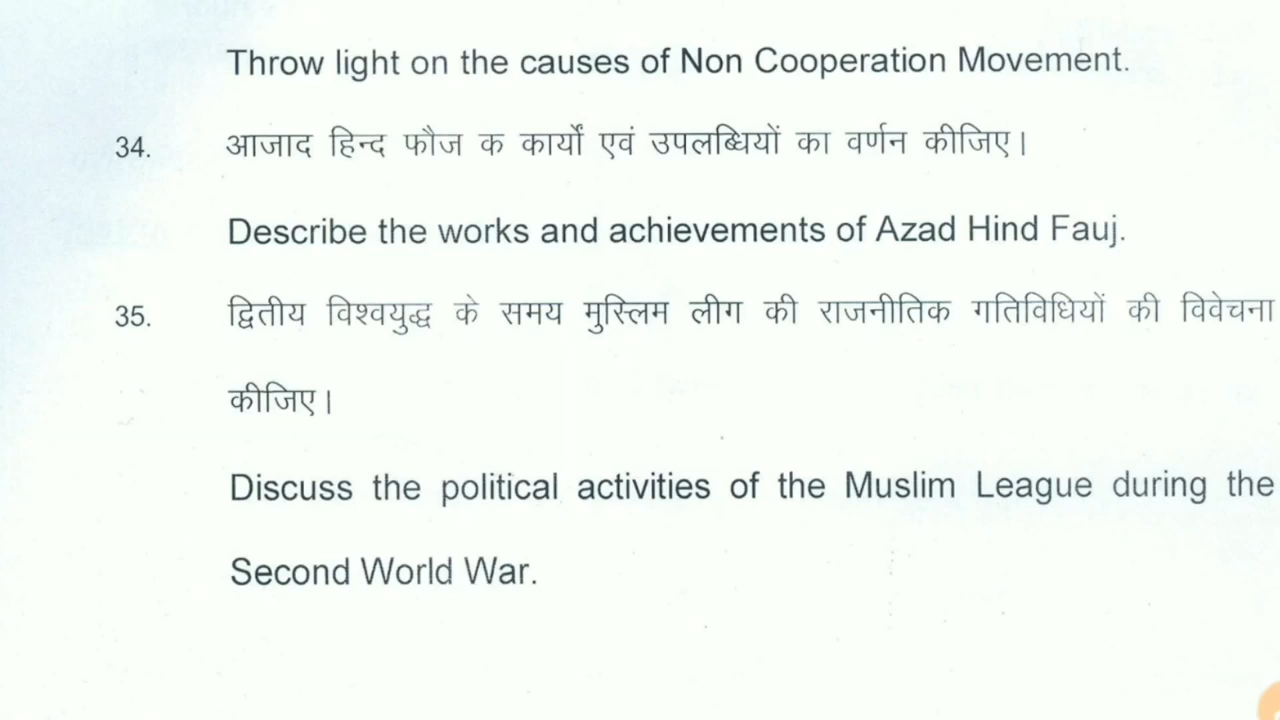 Throw light on the causes of Non Cooperation Movement.
34. आजाद हिन्द फौज क कार्यों एवं उपलब्धियों का वर्णन कीजिए।
Describe the works and achievements of Azad Hind Fauj.
35. द्वितीय विश्वयुद्ध के समय मुस्लिम लीग की राजनीतिक गतिविधियों की विवेचना
कीजिए।
Discuss the political activities of the Muslim League during the
Second World War.